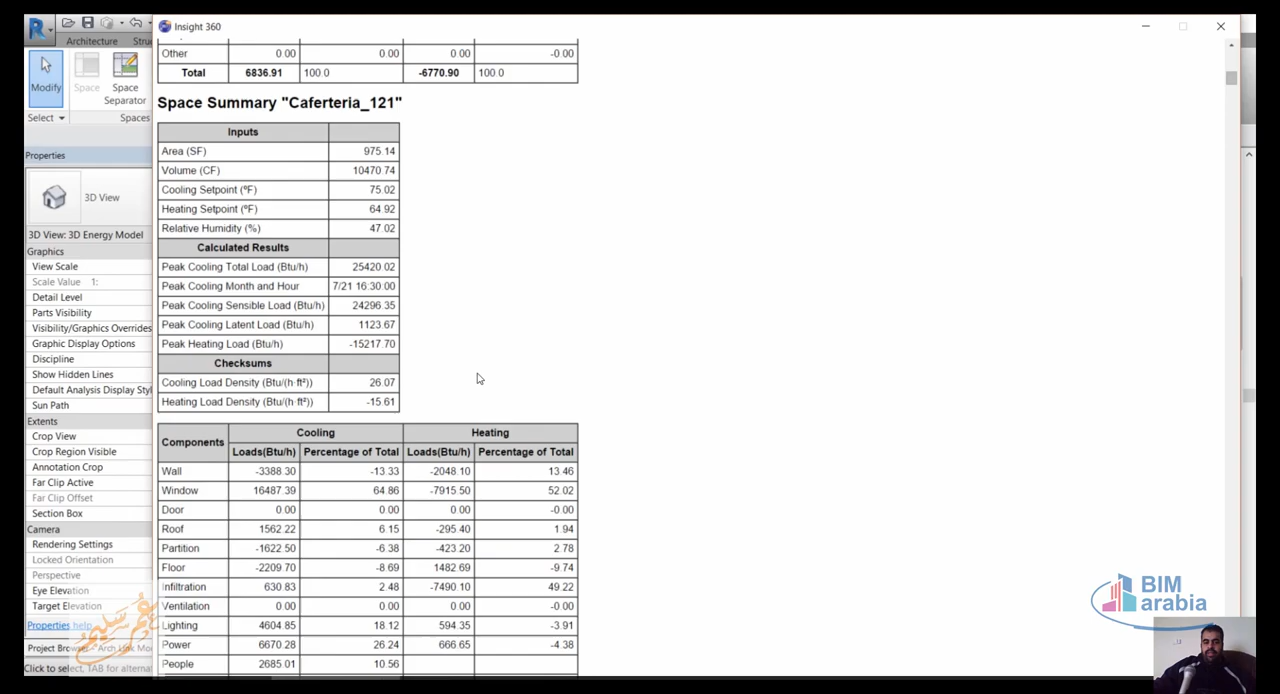 Insight 360
Architecture Stru
Modify
Space
Space Separator
Select
Spaces
Properties
3D View
3D View: 3D Energy Model
Graphics
View Scale
Scale Value 1:
Detail Level
Parts Visibility
Visibility/Graphics Overrides
Graphic Display Options
Discipline
Show Hidden Lines
Default Analysis Display Styl
Sun Path
Extents
Crop View
Crop Region Visible
Annotation Crop
Far Clip Active
Far Clip Offset
Section Box
Camera
Rendering Settings
Locked Orientation
Perspective
Eye Elevation
Target Elevation
Properties help
Project Brows Arch Link Mo
Click to select, TAB for alternat
Other 0.00 0.00 0.00 -0.00
Total 6836.91 100.0 -6770.90 100.0
Space Summary "Caferteria_121"
Inputs
Area (SF) 975.14
Volume (CF) 10470.74
Cooling Setpoint (ºF) 75.02
Heating Setpoint (ºF) 64.92
Relative Humidity (%) 47.02
Calculated Results
Peak Cooling Total Load (Btu/h) 25420.02
Peak Cooling Month and Hour 7/21 16:30.00
Peak Cooling Sensible Load (Btu/h) 24296.35
Peak Cooling Latent Load (Btu/h) 1123.67
Peak Heating Load (Btu/h) -15217.70
Checksums
Cooling Load Density (Btu/(h·ft²)) 26.07
Heating Load Density (Btu/(h·ft²)) -15.61
Components Cooling Heating
Loads(Btu/h) Percentage of Total Loads(Btu/h) Percentage of Total
Wall -3388.30 -13.33 -2048.10 13.46
Window 16487.39 64.86 -7915.50 52.02
Door 0.00 0.00 0.00 -0.00
Roof 1562.22 6.15 -295.40 1.94
Partition -1622.50 -6.38 -423.20 2.78
Floor -2209.70 -8.69 1482.69 -9.74
Infiltration 630.83 2.48 -7490.10 49.22
Ventilation 0.00 0.00 0.00 -0.00
Lighting 4604.85 18.12 594.35 -3.91
Power 6670.28 26.24 666.65 -4.38
People 2685.01 10.56
BIM
arabia